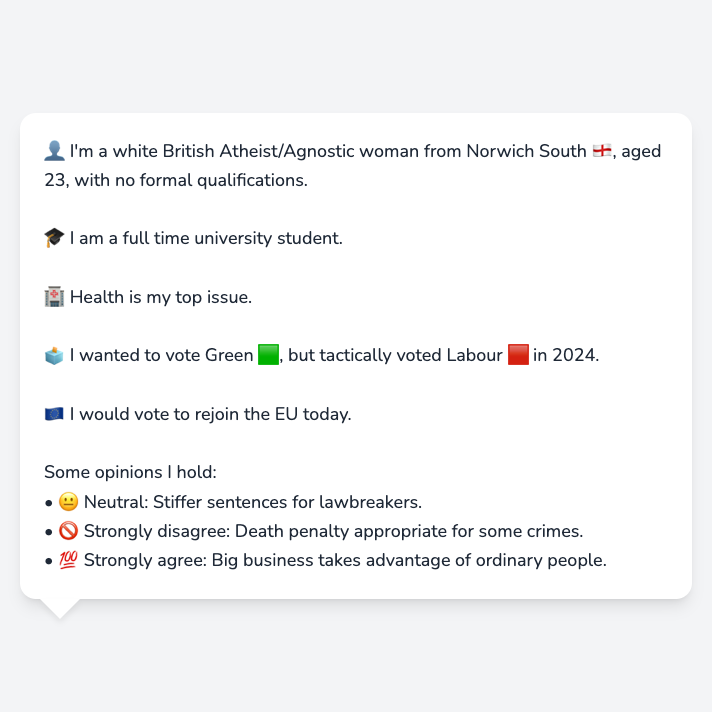 👤 I'm a white British Atheist/Agnostic woman from Norwich South 🏴󠁧󠁢󠁥󠁮󠁧󠁿, aged
23, with no formal qualifications.
🎓 I am a full time university student.
🏥 Health is my top issue.
🗳️ I wanted to vote Green 🟩, but tactically voted Labour 🟥 in 2024.
🇪🇺 I would vote to rejoin the EU today.
Some opinions I hold:
• 😐 Neutral: Stiffer sentences for lawbreakers.
• 🚫 Strongly disagree: Death penalty appropriate for some crimes.
• 💯 Strongly agree: Big business takes advantage of ordinary people.